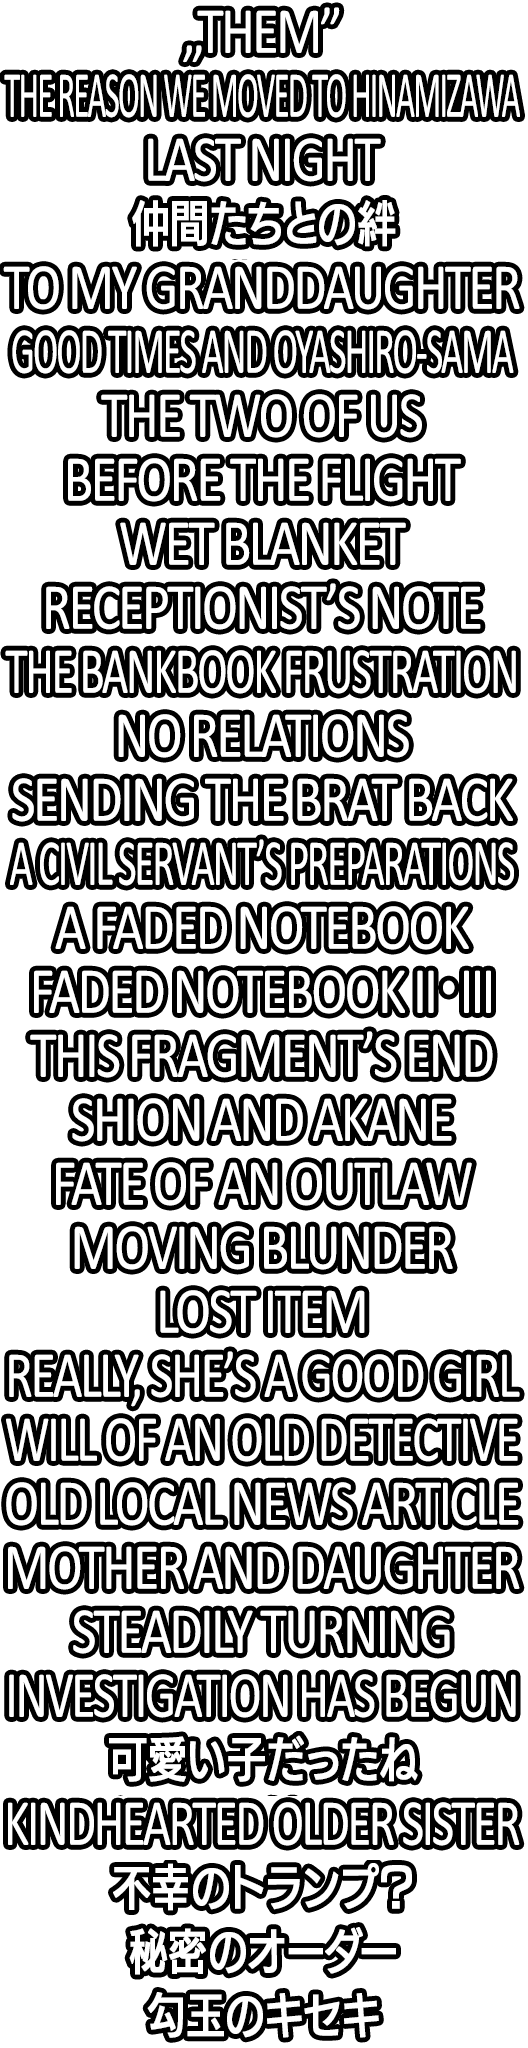 „THEM”
THE REASON WE MOVED TO HINAMIZAWA
LAST NIGHT
仲間たちとの絆
TO MY GRANDDAUGHTER
GOOD TIMES AND OYASHIRO-SAMA
THE TWO OF US
BEFORE THE FLIGHT
WET BLANKET
RECEPTIONIST’S NOTE
THE BANKBOOK FRUSTRATION
NO RELATIONS
SENDING THE BRAT BACK
A CIVIL SERVANT’S PREPARATIONS
A FADED NOTEBOOK
FADED NOTEBOOK II•III
THIS FRAGMENT’S END
SHION AND AKANE
FATE OF AN OUTLAW
MOVING BLUNDER
LOST ITEM
REALLY, SHE’S A GOOD GIRL
WILL OF AN OLD DETECTIVE
OLD LOCAL NEWS ARTICLE
MOTHER AND DAUGHTER
STEADILY TURNING
INVESTIGATION HAS BEGUN
可愛い子だったね
KINDHEARTED OLDER SISTER
不幸のトランプ？
秘密のオーダー
勾玉のキセキ